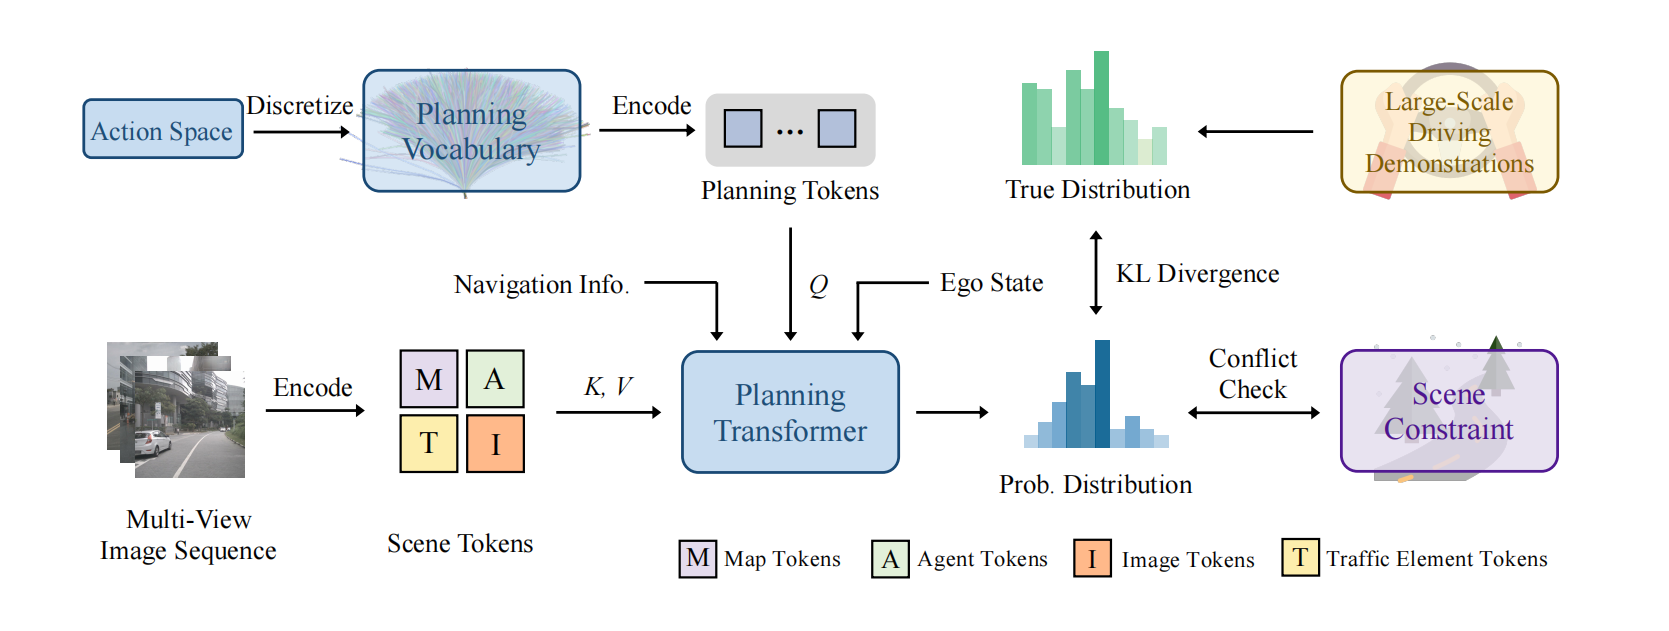 Action Space
Discretize
Planning
Vocabulary
Encode
...
Planning Tokens
True Distribution
Large-Scale
Driving
Demonstrations
Navigation Info.
Q
Ego State
KL Divergence
Multi-View
Image Sequence
Encode
M
A
T
I
Scene Tokens
K, V
Planning
Transformer
Prob. Distribution
Conflict
Check
Scene
Constraint
M Map Tokens
A Agent Tokens
I Image Tokens
T Traffic Element Tokens